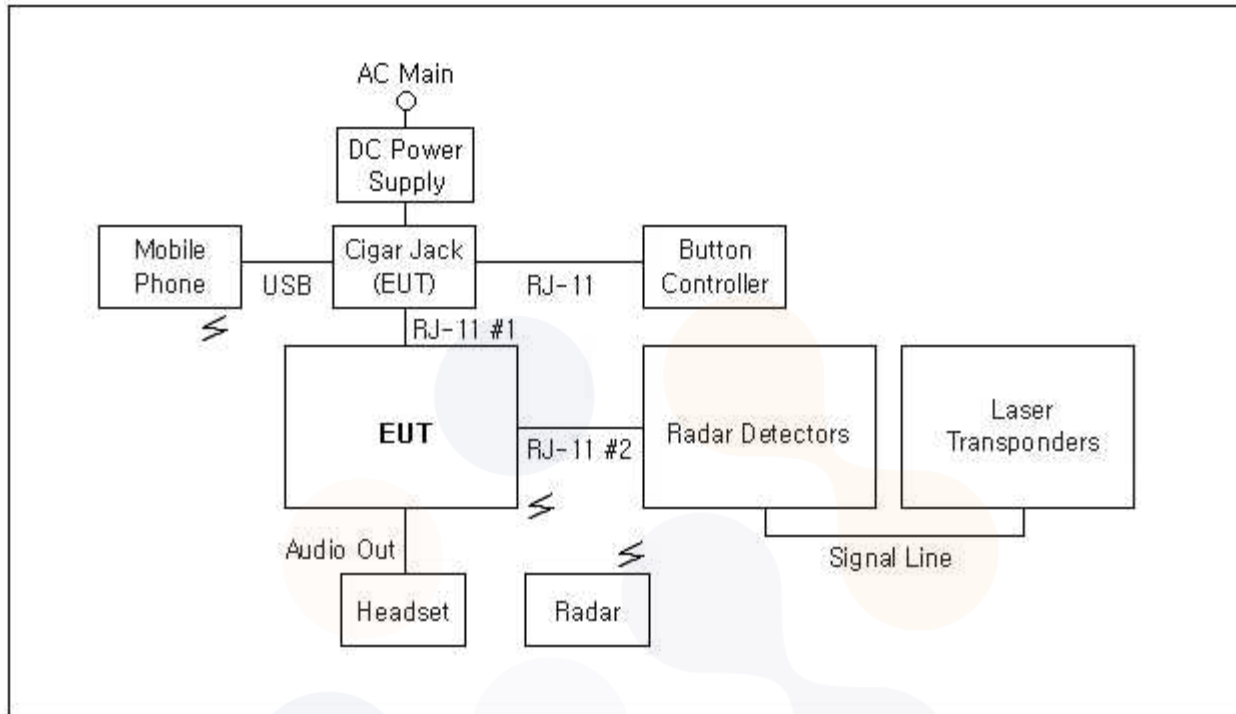 AC Main
DC Power
Supply
Mobile
Phone
USB
Cigar Jack
(EUT)
RJ-11
Button
Controller
RJ-11 #1
EUT
RJ-11 #2
Radar Detectors
Laser
Transponders
Signal Line
Audio Out
Headset
Radar